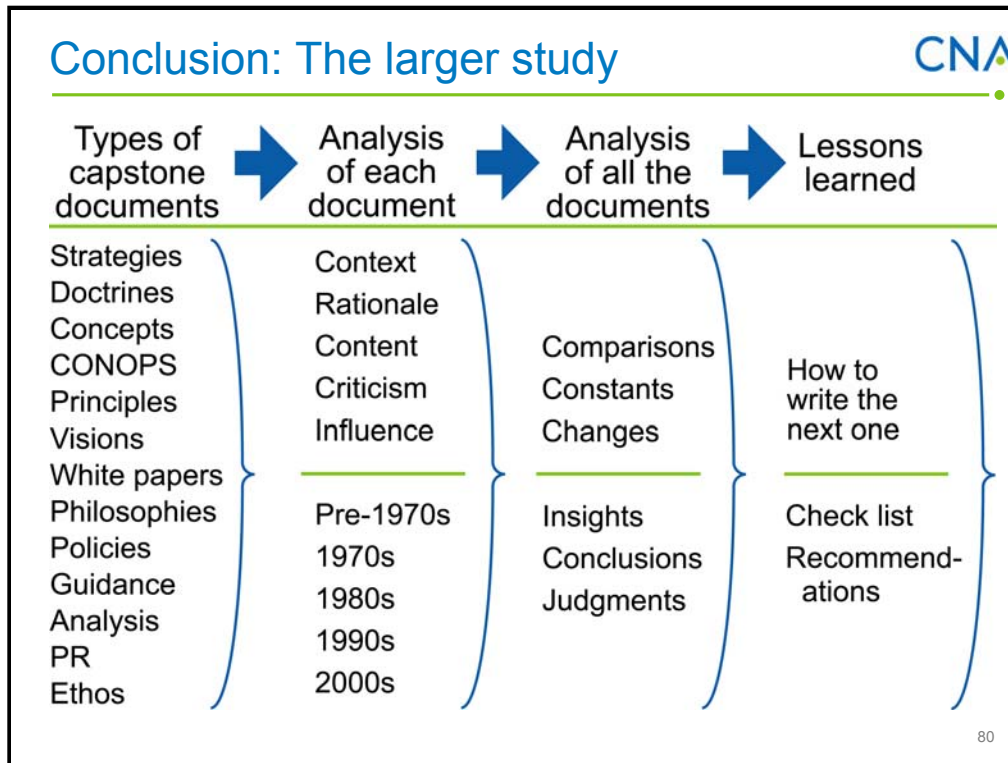 Conclusion: The larger study
CNA
Types of
capstone
documents
Analysis
of each
document
Analysis
of all the
documents
Lessons
learned
Strategies
Doctrines
Concepts
CONOPS
Principles
Visions
White papers
Philosophies
Policies
Guidance
Analysis
PR
Ethos
Context
Rationale
Content
Criticism
Influence
Pre-1970s
1970s
1980s
1990s
2000s
Comparisons
Constants
Changes
Insights
Conclusions
Judgments
How to
write the
next one
Check list
Recommend-
ations
80